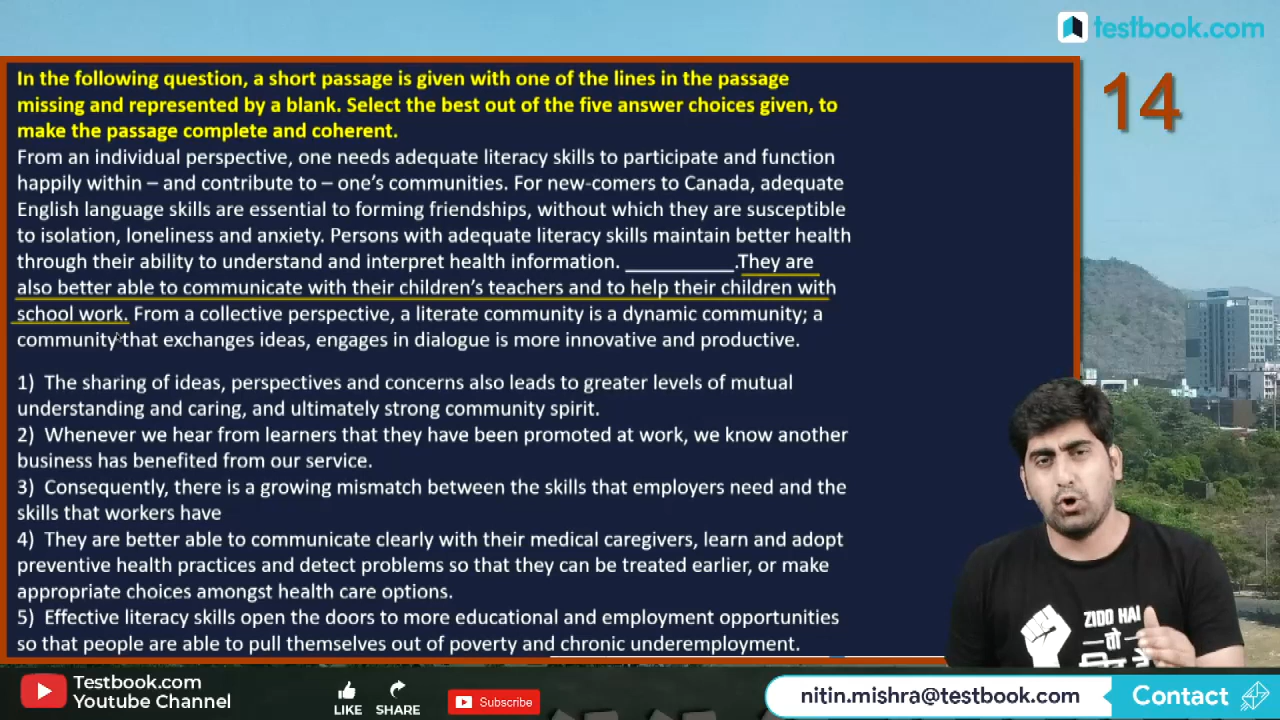 testbook.com
14
In the following question, a short passage is given with one of the lines in the passage
missing and represented by a blank. Select the best out of the five answer choices given, to
make the passage complete and coherent.
From an individual perspective, one needs adequate literacy skills to participate and function
happily within – and contribute to – one's communities. For new-comers to Canada, adequate
English language skills are essential to forming friendships, without which they are susceptible
to isolation, loneliness and anxiety. Persons with adequate literacy skills maintain better health
through their ability to understand and interpret health information. __________.They are
also better able to communicate with their children's teachers and to help their children with
school work. From a collective perspective, a literate community is a dynamic community; a
community that exchanges ideas, engages in dialogue is more innovative and productive.
1) The sharing of ideas, perspectives and concerns also leads to greater levels of mutual
understanding and caring, and ultimately strong community spirit.
2) Whenever we hear from learners that they have been promoted at work, we know another
business has benefited from our service.
3) Consequently, there is a growing mismatch between the skills that employers need and the
skills that workers have
4) They are better able to communicate clearly with their medical caregivers, learn and adopt
preventive health practices and detect problems so that they can be treated earlier, or make
appropriate choices amongst health care options.
5) Effective literacy skills open the doors to more educational and employment opportunities
so that people are able to pull themselves out of poverty and chronic underemployment.
ZIDD HAI
तो
Testbook.com
YouTube Channel
LIKE
SHARE
Subscribe
nitin.mishra@testbook.com
Contact